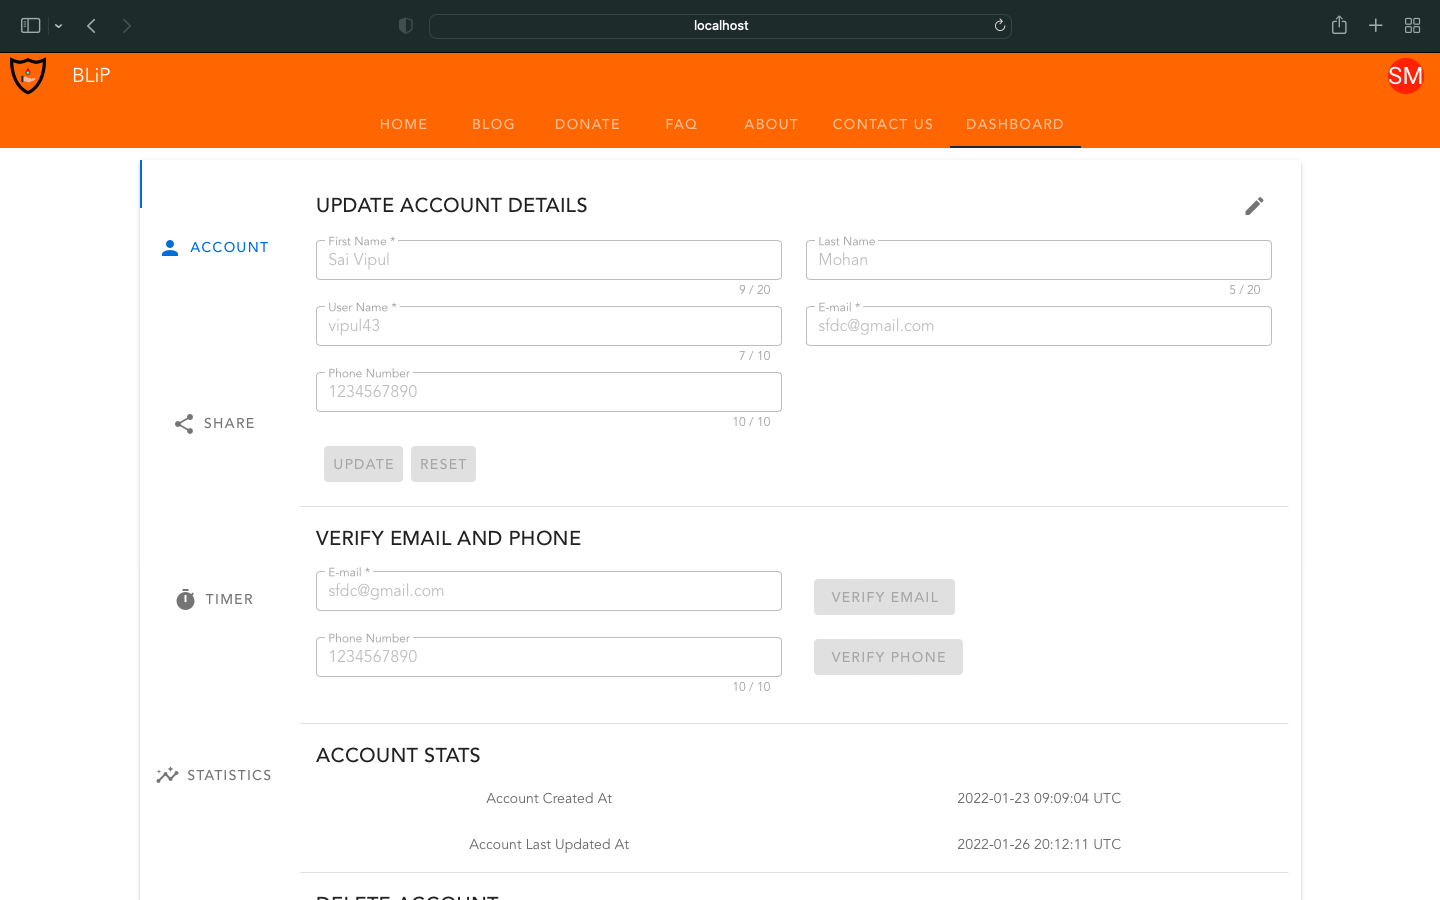 localhost
BLiP
SM
HOME BLOG DONATE FAQ ABOUT CONTACT US DASHBOARD
ACCOUNT
SHARE
TIMER
STATISTICS
UPDATE ACCOUNT DETAILS
First Name *
Sai Vipul
9 / 20
Last Name
Mohan
5 / 20
User Name *
vipul43
7 / 10
E-mail *
sfdc@gmail.com
Phone Number
1234567890
10 / 10
UPDATE RESET
VERIFY EMAIL AND PHONE
E-mail *
sfdc@gmail.com
VERIFY EMAIL
Phone Number
1234567890
10 / 10
VERIFY PHONE
ACCOUNT STATS
Account Created At 2022-01-23 09:09:04 UTC
Account Last Updated At 2022-01-26 20:12:11 UTC
DELETE ACCOUNT